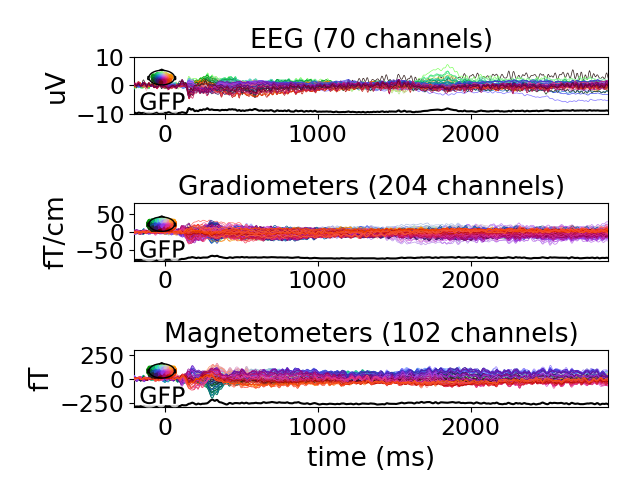 EEG (70 channels)
10
0
−10
uV
GFP
0
1000
2000
Gradiometers (204 channels)
50
0
−50
fT/cm
GFP
0
1000
2000
Magnetometers (102 channels)
250
0
−250
fT
GFP
0
1000
2000
time (ms)